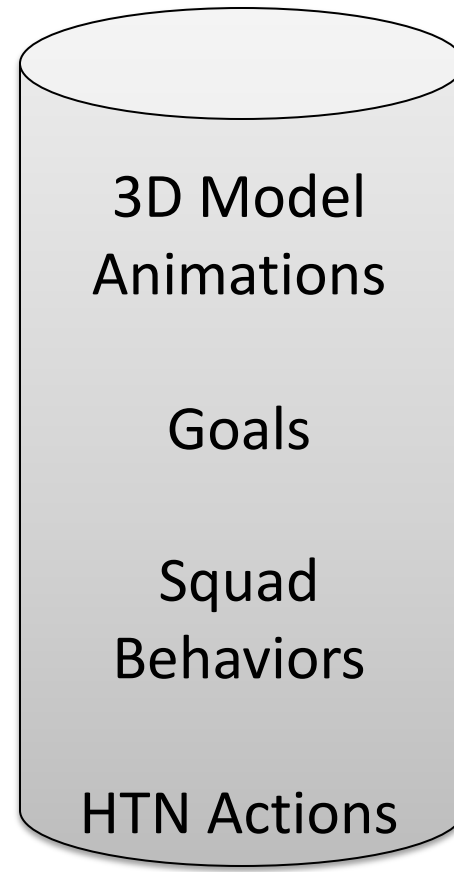 3D Model
Animations
Goals
Squad
Behaviors
HTN Actions